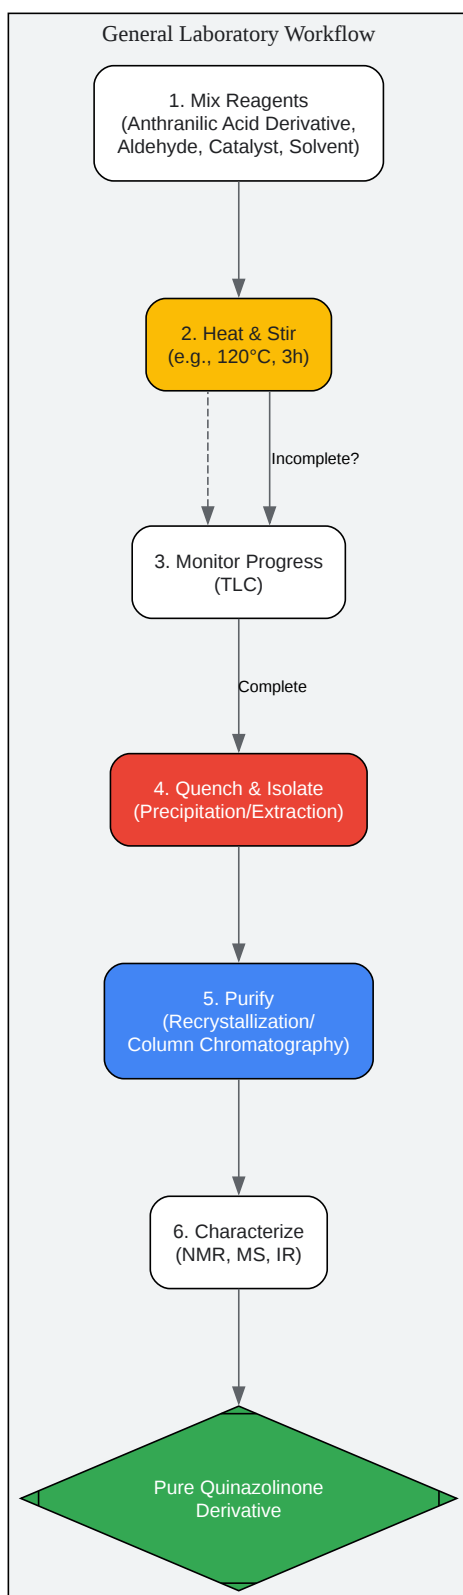 General Laboratory Workflow
1. Mix Reagents
(Anthranilic Acid Derivative,
Aldehyde, Catalyst, Solvent)
2. Heat & Stir
(e.g., 120°C, 3h)
Incomplete?
3. Monitor Progress
(TLC)
Complete
4. Quench & Isolate
(Precipitation/Extraction)
5. Purify
(Recrystallization/
Column Chromatography)
6. Characterize
(NMR, MS, IR)
Pure Quinazolinone
Derivative